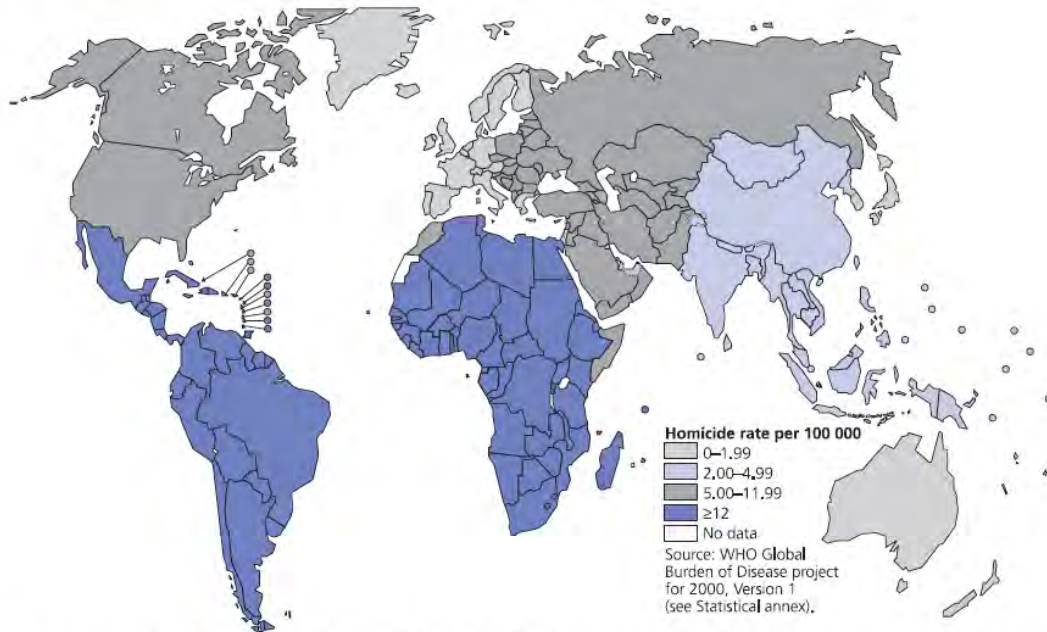 Homicide rate per 100 000
0–1.99
2.00–4.99
5.00–11.99
≥12
No data
Source: WHO Global
Burden of Disease project
for 2000, Version 1
(see Statistical annex).